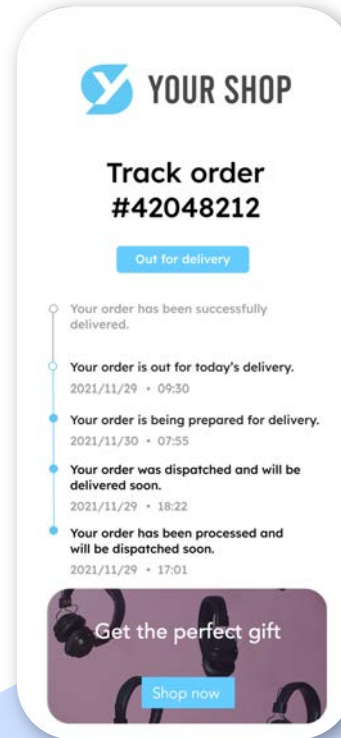 YOUR SHOP
Track order
#42048212
Out for delivery
Your order has been successfully
delivered.
Your order is out for today's delivery.
2021/11/29 • 09:30
Your order is being prepared for delivery.
2021/11/30 • 07:55
Your order was dispatched and will be
delivered soon.
2021/11/29 • 18:22
Your order has been processed and
will be dispatched soon.
2021/11/29 • 17:01
Get the perfect gift
Shop now